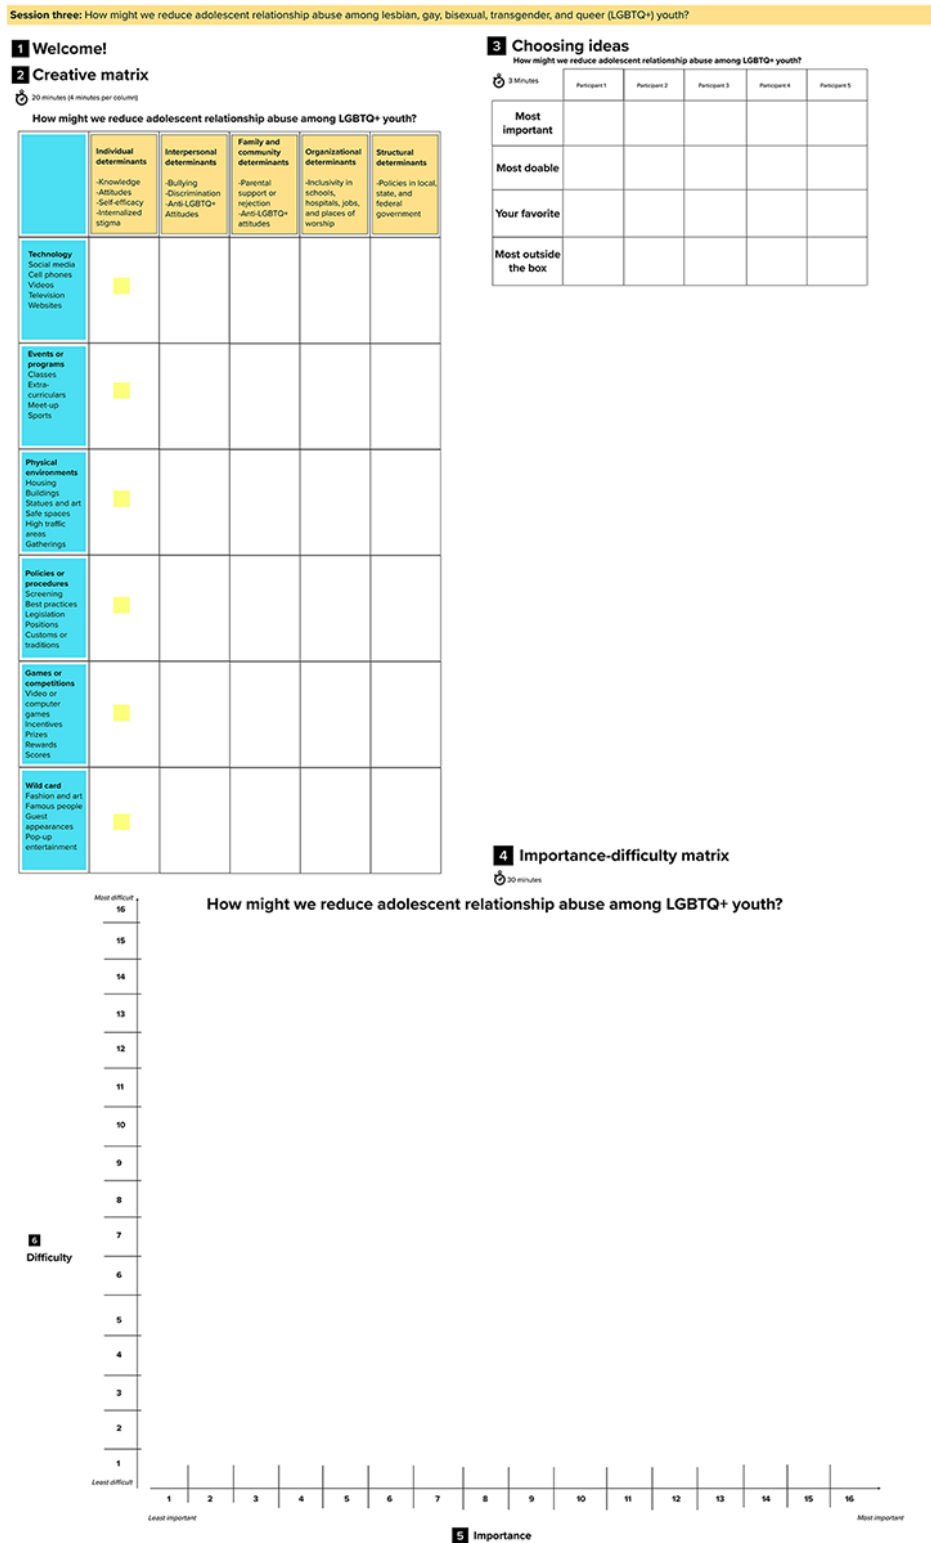 Session three: How might we reduce adolescent relationship abuse among lesbian, gay, bisexual, transgender, and queer (LGBTQ+) youth?
1 Welcome!
2 Creative matrix
20 minutes (4 minutes per column)
How might we reduce adolescent relationship abuse among LGBTQ+ youth?
Individual
determinants
-Knowledge
-Attitudes
-Self-efficacy
-Internalized
stigma
Interpersonal
determinants
-Bullying
-Discrimination
-Anti-LGBTQ+
Attitudes
Family and
community
determinants
-Parental
support or
rejection
-Anti-LGBTQ+
attitudes
Organizational
determinants
-Inclusivity in
schools,
hospitals, jobs,
and places of
worship
Structural
determinants
-Policies in local,
state, and
federal
government
Technology
Social media
Cell phones
Videos
Television
Websites
Events or
programs
Classes
Extra-
curriculars
Meet-up
Sports
Physical
environments
Housing
Buildings
Statues and art
Safe spaces
High traffic
areas
Gatherings
Policies or
procedures
Screening
Best practices
Legislation
Positions
Customs or
traditions
Games or
competitions
Video or
computer
games
Incentives
Prizes
Rewards
Scores
Wild card
Fashion and art
Famous people
Guest
appearances
Pop-up
entertainment
3 Choosing ideas
How might we reduce adolescent relationship abuse among LGBTQ+ youth?
3 Minutes
Participant 1 Participant 2 Participant 3 Participant 4 Participant 5
Most
important
Most doable
Your favorite
Most outside
the box
4 Importance-difficulty matrix
30 minutes
How might we reduce adolescent relationship abuse among LGBTQ+ youth?
Most difficult
16
15
14
13
12
11
10
9
8
7
6
5
4
3
2
1
Least difficult
6
Difficulty
1 2 3 4 5 6 7 8 9 10 11 12 13 14 15 16
Least important Most important
5 Importance